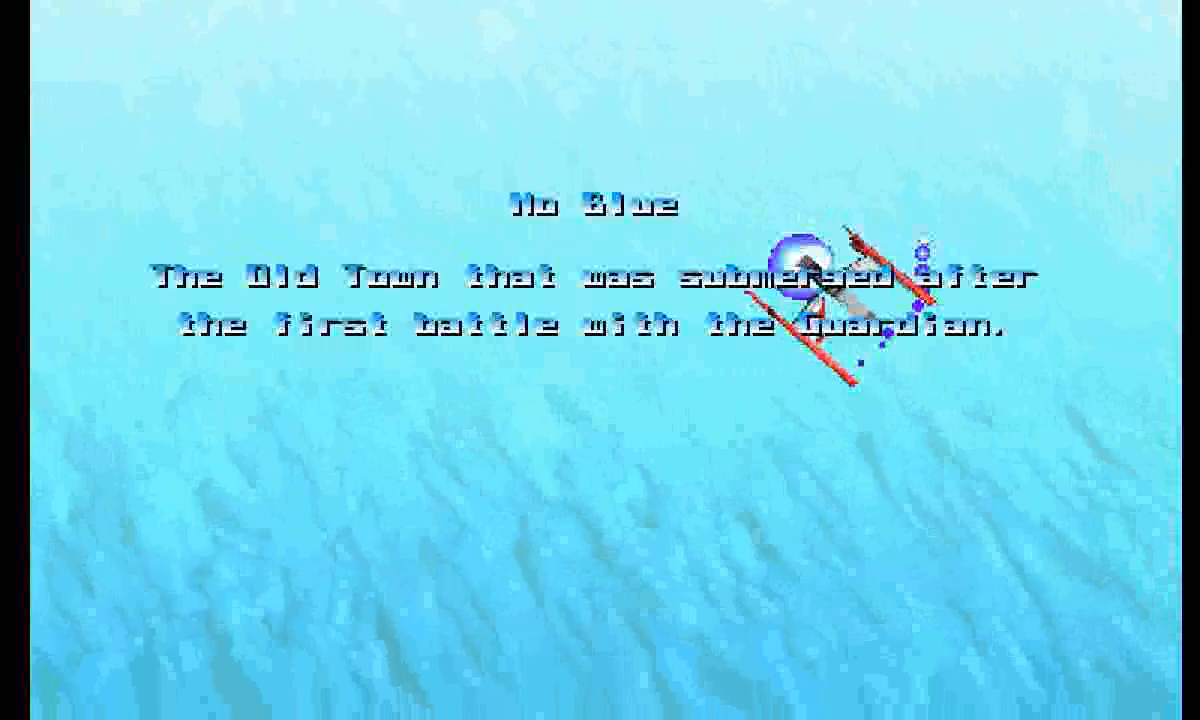 No Blue
The Old Town that was submerged after
the first battle with the Guardian.